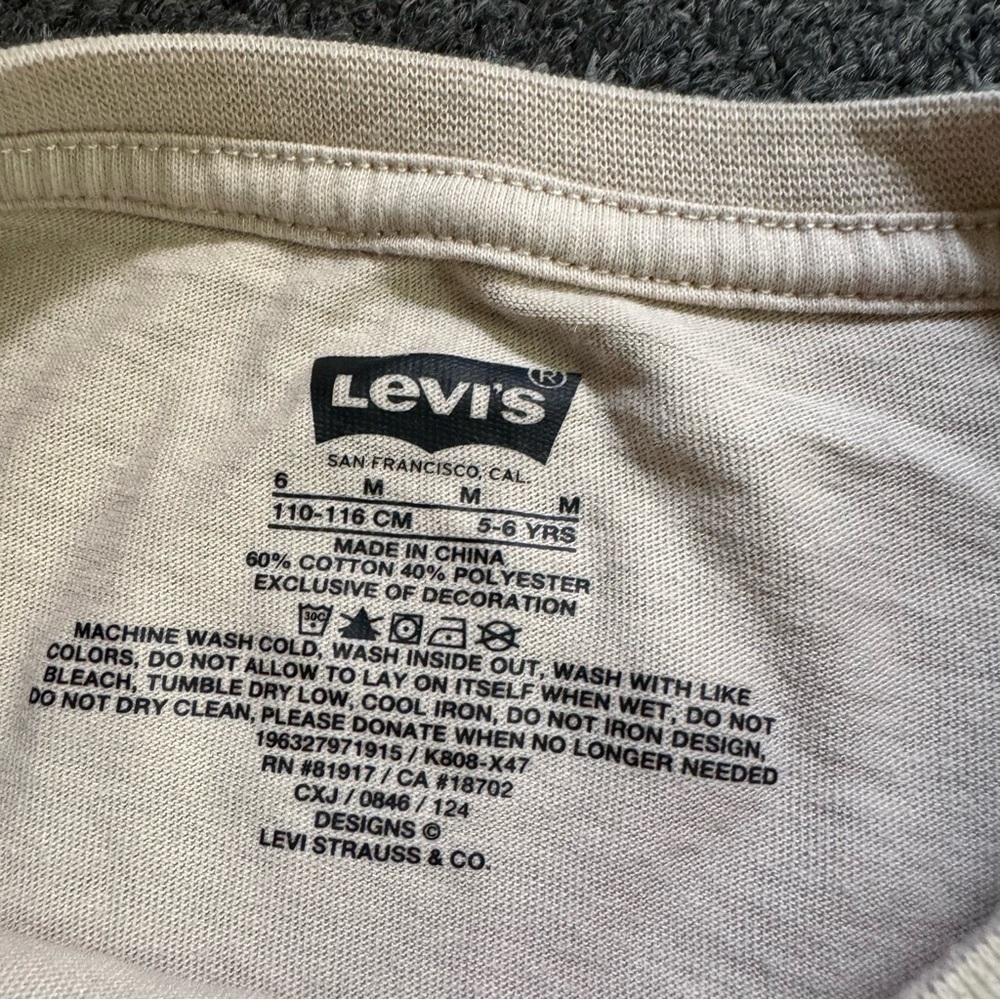 LEVI'S ®
SAN FRANCISCO, CAL.
6 M M M
110-116 CM 5-6 YRS
MADE IN CHINA
60% COTTON 40% POLYESTER
EXCLUSIVE OF DECORATION
30C
MACHINE WASH COLD, WASH INSIDE OUT, WASH WITH LIKE
COLORS, DO NOT ALLOW TO LAY ON ITSELF WHEN WET, DO NOT
BLEACH, TUMBLE DRY LOW, COOL IRON, DO NOT IRON DESIGN,
DO NOT DRY CLEAN, PLEASE DONATE WHEN NO LONGER NEEDED
196327971915 / K808-X47
RN #81917 / CA #18702
CXJ / 0846 / 124
DESIGNS ©
LEVI STRAUSS & CO.